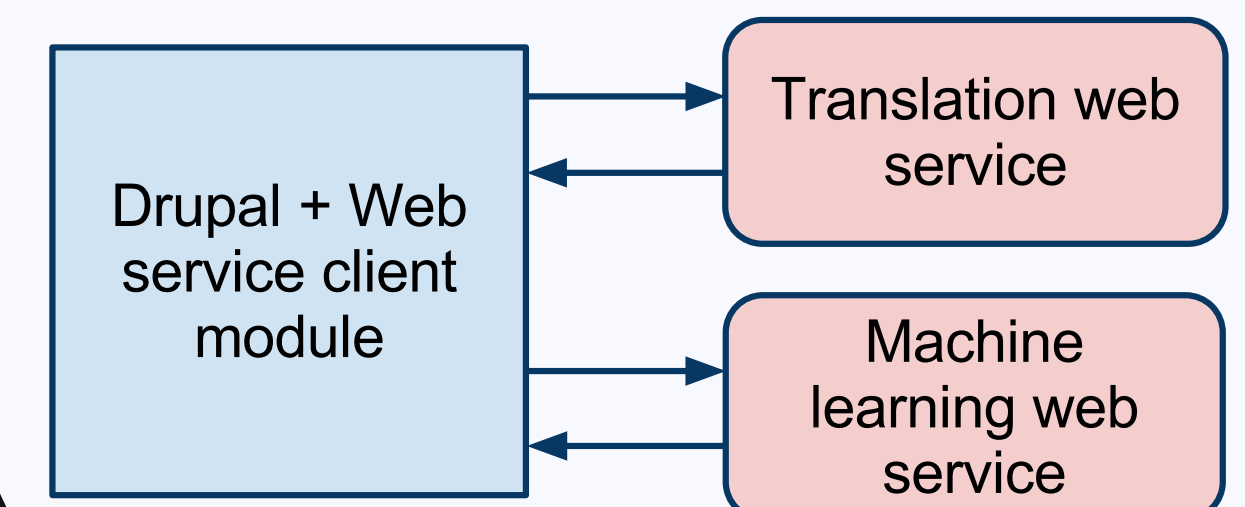 Drupal + Web
service client
module
Translation web
service
Machine
learning web
service